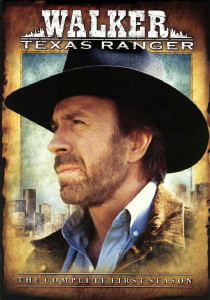 WALKER
TEXAS RANGER
THE COMPLETE FIRST SEASON